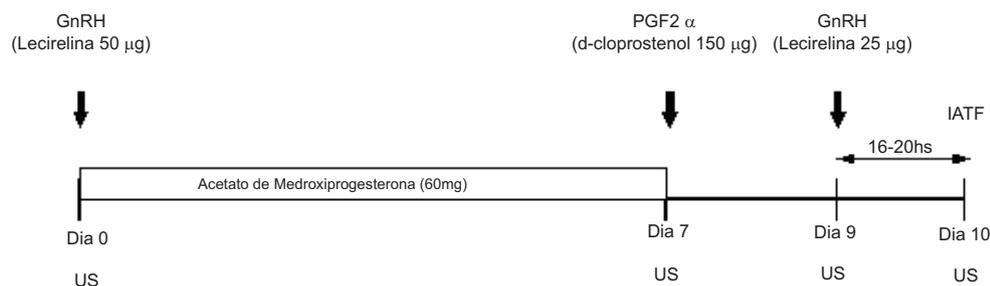 GnRH
(Lecirelina 50 μg)
PGF2 α
(d-cloprostenol 150 μg)
GnRH
(Lecirelina 25 μg)
IATF
16-20hs
Acetato de Medroxiprogesterona (60mg)
Dia 0
Dia 7
Dia 9
Dia 10
US
US
US
US